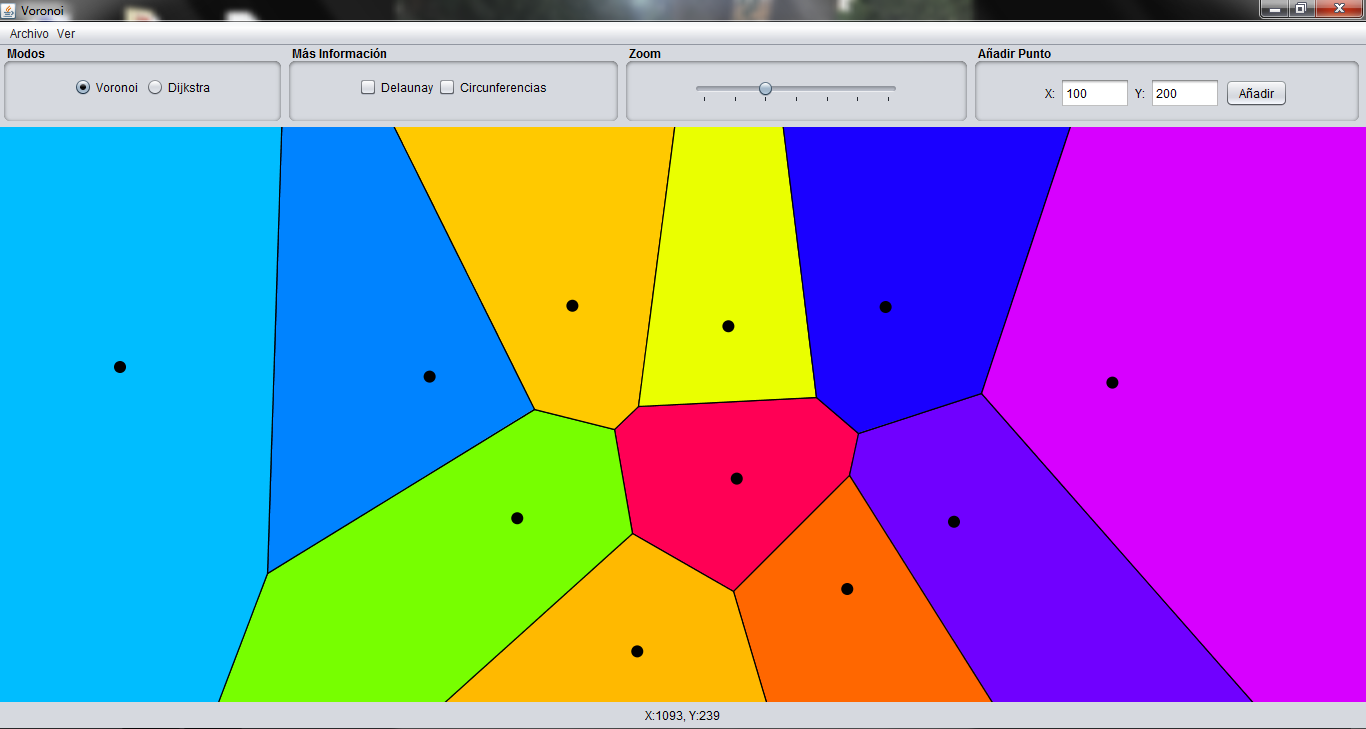 Voronoi
Archivo Ver
Modos Más Información Zoom Añadir Punto
Voronoi Dijkstra Delaunay Circunferencias X: 100 Y: 200 Añadir
X:1093, Y:239